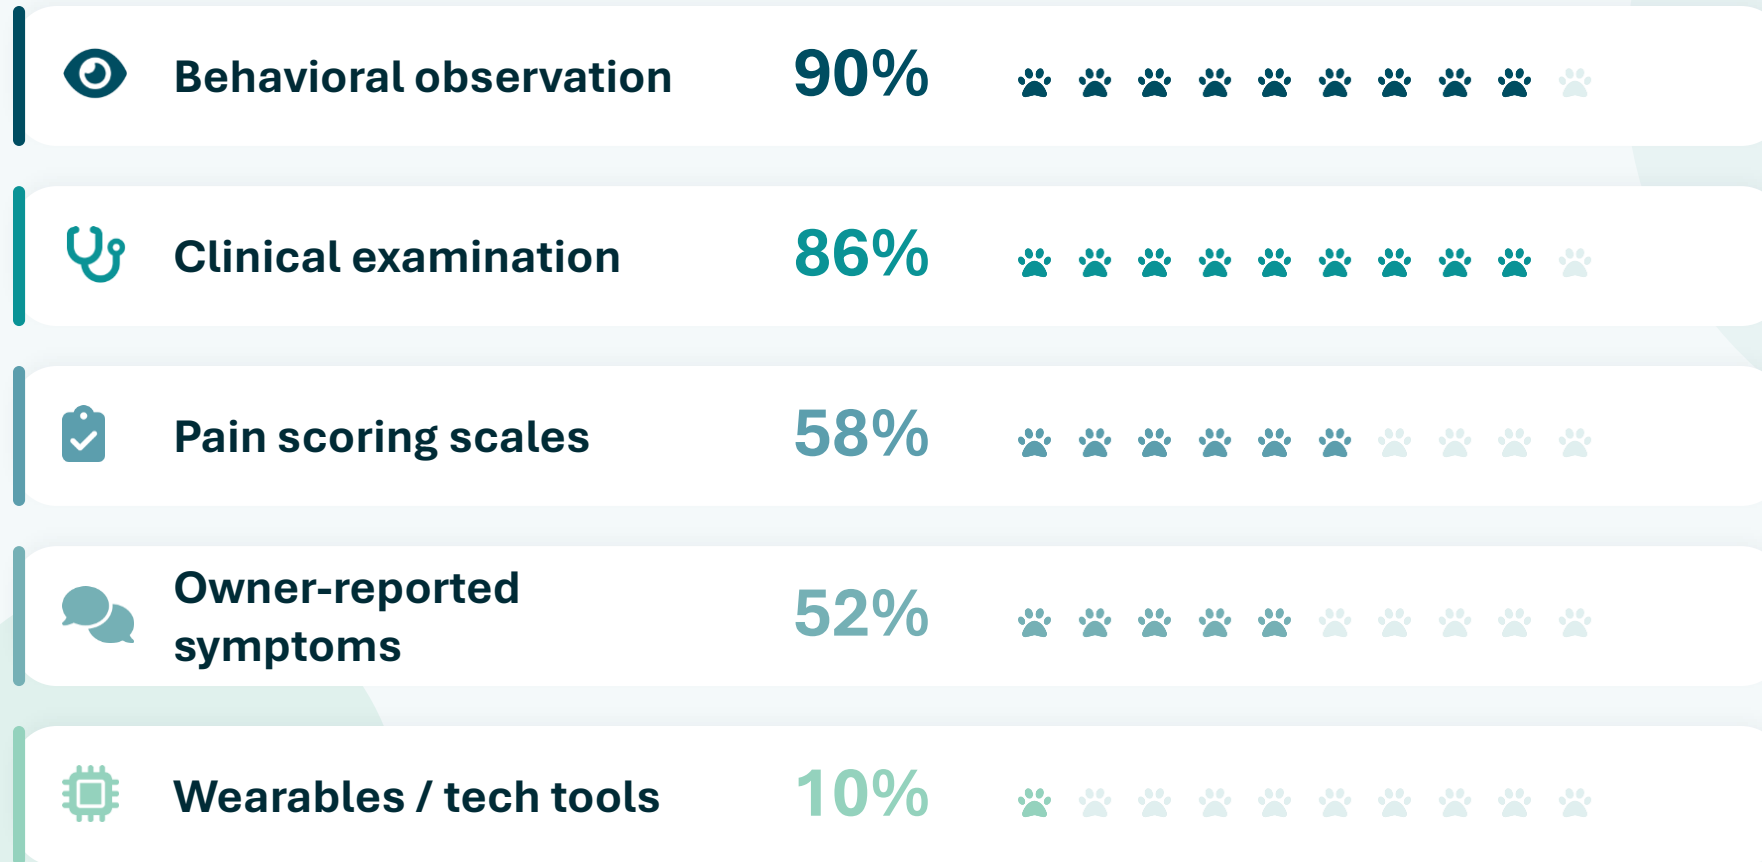 Behavioral observation 90%
Clinical examination 86%
Pain scoring scales 58%
Owner-reported
symptoms 52%
Wearables / tech tools 10%